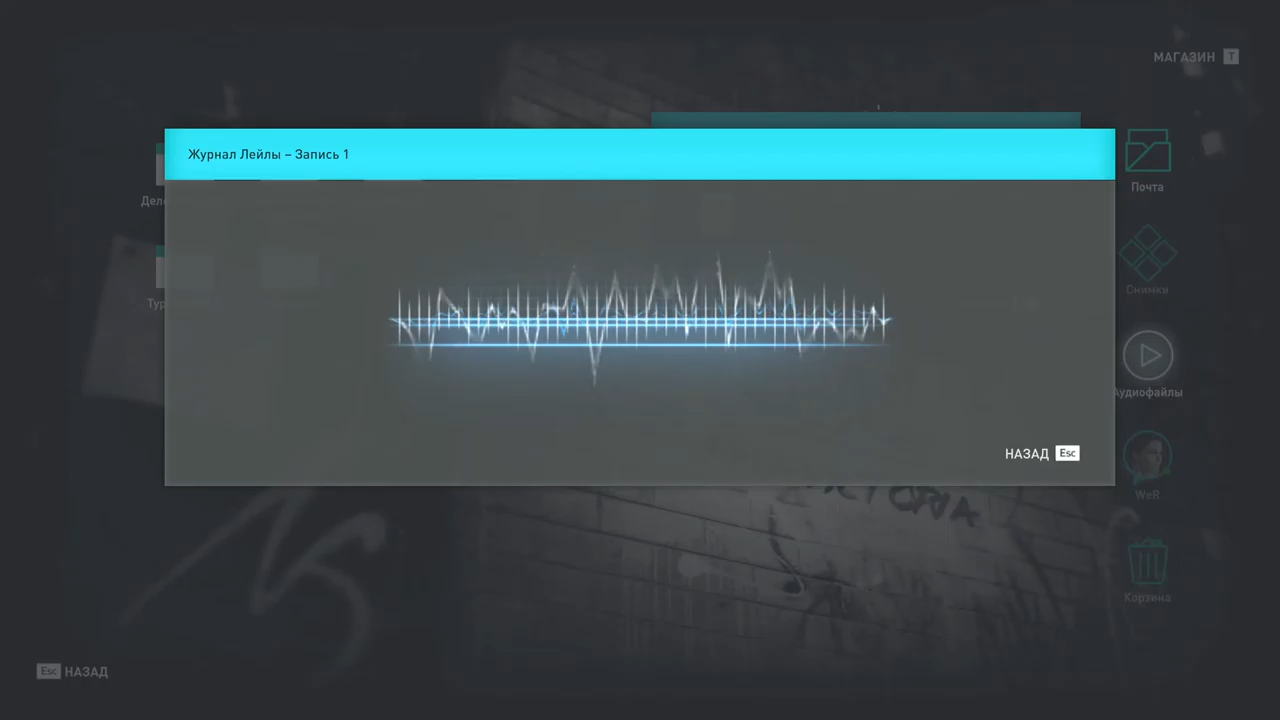 МАГАЗИН T
Журнал Лейлы – Запись 1
Почта
Снимки
Аудиофайлы
НАЗАД Esc
WeR
Корзина
Esc НАЗАД